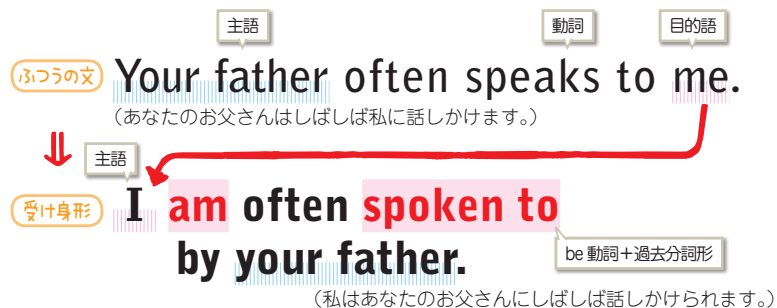 主語 動詞 目的語
ふつうの文 Your father often speaks to me.
(あなたのお父さんはしばしば私に話しかけます。)
主語
受け身形 I am often spoken to
by your father.
be 動詞+過去分詞形
(私はあなたのお父さんにしばしば話しかけられます。)